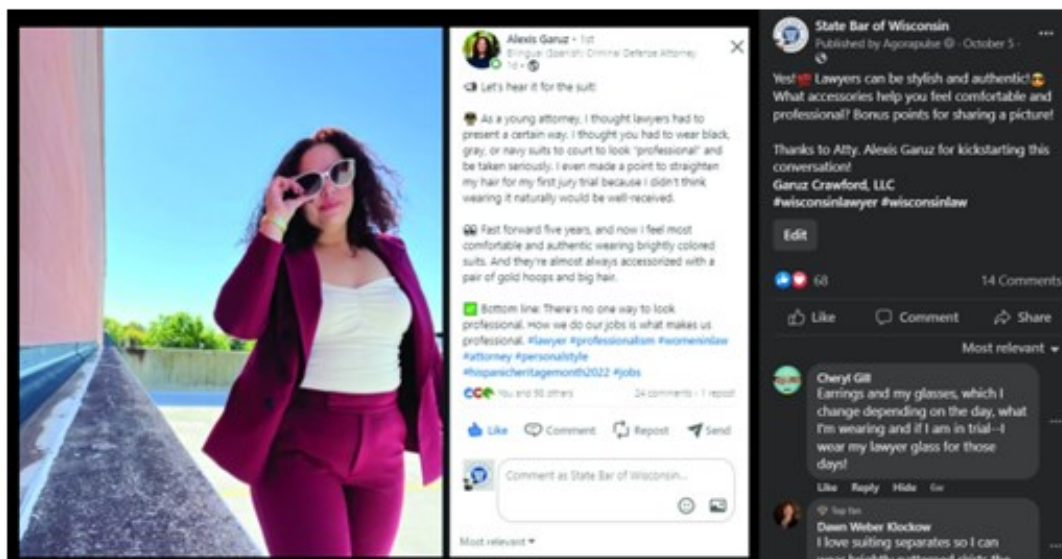 Alexis Garuz • 1st
Bilingual (Spanish) Criminal Defense Attorney
1d •
Let's hear it for the suit!
As a young attorney, I thought lawyers had to
present a certain way. I thought you had to wear black,
gray, or navy suits to court to look "professional" and
be taken seriously. I even made a point to straighten
my hair for my first jury trial because I didn't think
wearing it naturally would be well-received.
Fast forward five years, and now I feel most
comfortable and authentic wearing brightly colored
suits. And they're almost always accessorized with a
pair of gold hoops and big hair.
Bottom line: There's no one way to look
professional. How we do our jobs is what makes us
professional. #lawyer #professionalism #womeninlaw
#attorney #personalstyle
#hispanicheritagemonth2022 #jobs
You and 98 others
24 comments • 1 repost
Like Comment Repost Send
Comment as State Bar of Wisconsin...
Most relevant
State Bar of Wisconsin
Published by Agorapulse · October 5 ·
Yes! 💯 Lawyers can be stylish and authentic! 😎
What accessories help you feel comfortable and
professional? Bonus points for sharing a picture!
Thanks to Atty. Alexis Garuz for kickstarting this
conversation!
Garuz Crawford, LLC
#wisconsinlawyer #wisconsinlaw
Edit
68
14 Comments
Like Comment Share
Most relevant
Cheryl Gill
Earrings and my glasses, which I
change depending on the day, what
I'm wearing and if I am in trial--I
wear my lawyer glass for those
days!
Like Reply Hide 6w
Top fan
Dawn Weber Klockow
I love suiting separates so I can
wear brightly patterned skirts the